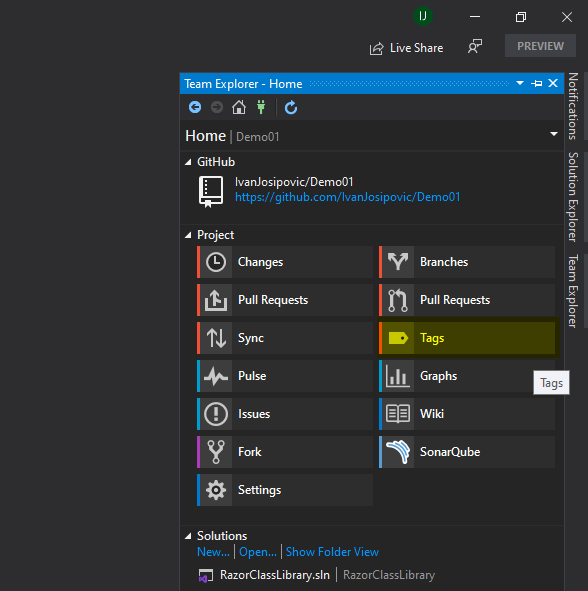 IJ
Live Share
PREVIEW
Team Explorer - Home
Home | Demo01
GitHub
IvanJosipovic/Demo01
https://github.com/IvanJosipovic/Demo01
Project
Changes
Branches
Pull Requests
Pull Requests
Sync
Tags
Pulse
Graphs
Tags
Issues
Wiki
Fork
SonarQube
Settings
Solutions
New... | Open... | Show Folder View
RazorClassLibrary.sln | RazorClassLibrary
Notifications
Solution Explorer
Team Explorer